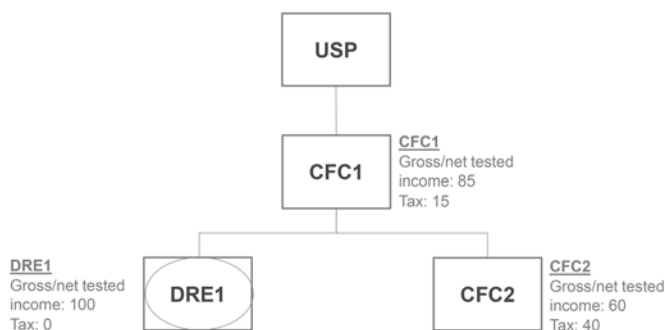 USP
CFC1
CFC1
Gross/net tested
income: 85
Tax: 15
DRE1
Gross/net tested
income: 100
Tax: 0
DRE1
CFC2
CFC2
Gross/net tested
income: 60
Tax: 40